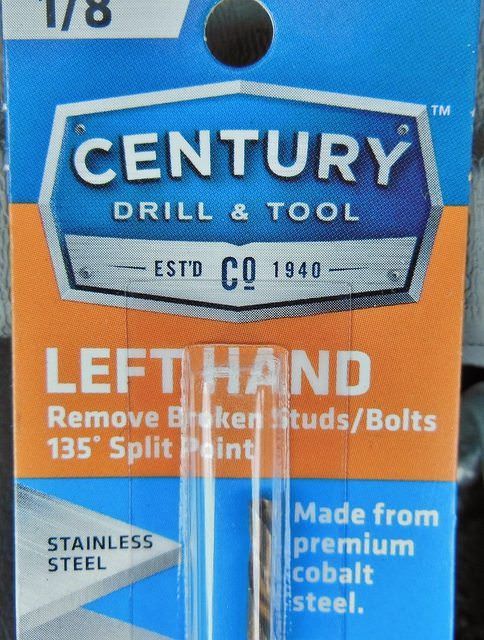 1/8
CENTURY™
DRILL & TOOL
EST'D CO 1940
LEFT HAND
Remove Broken Studs/Bolts
135° Split Point
STAINLESS
STEEL
Made from
premium
cobalt
steel.